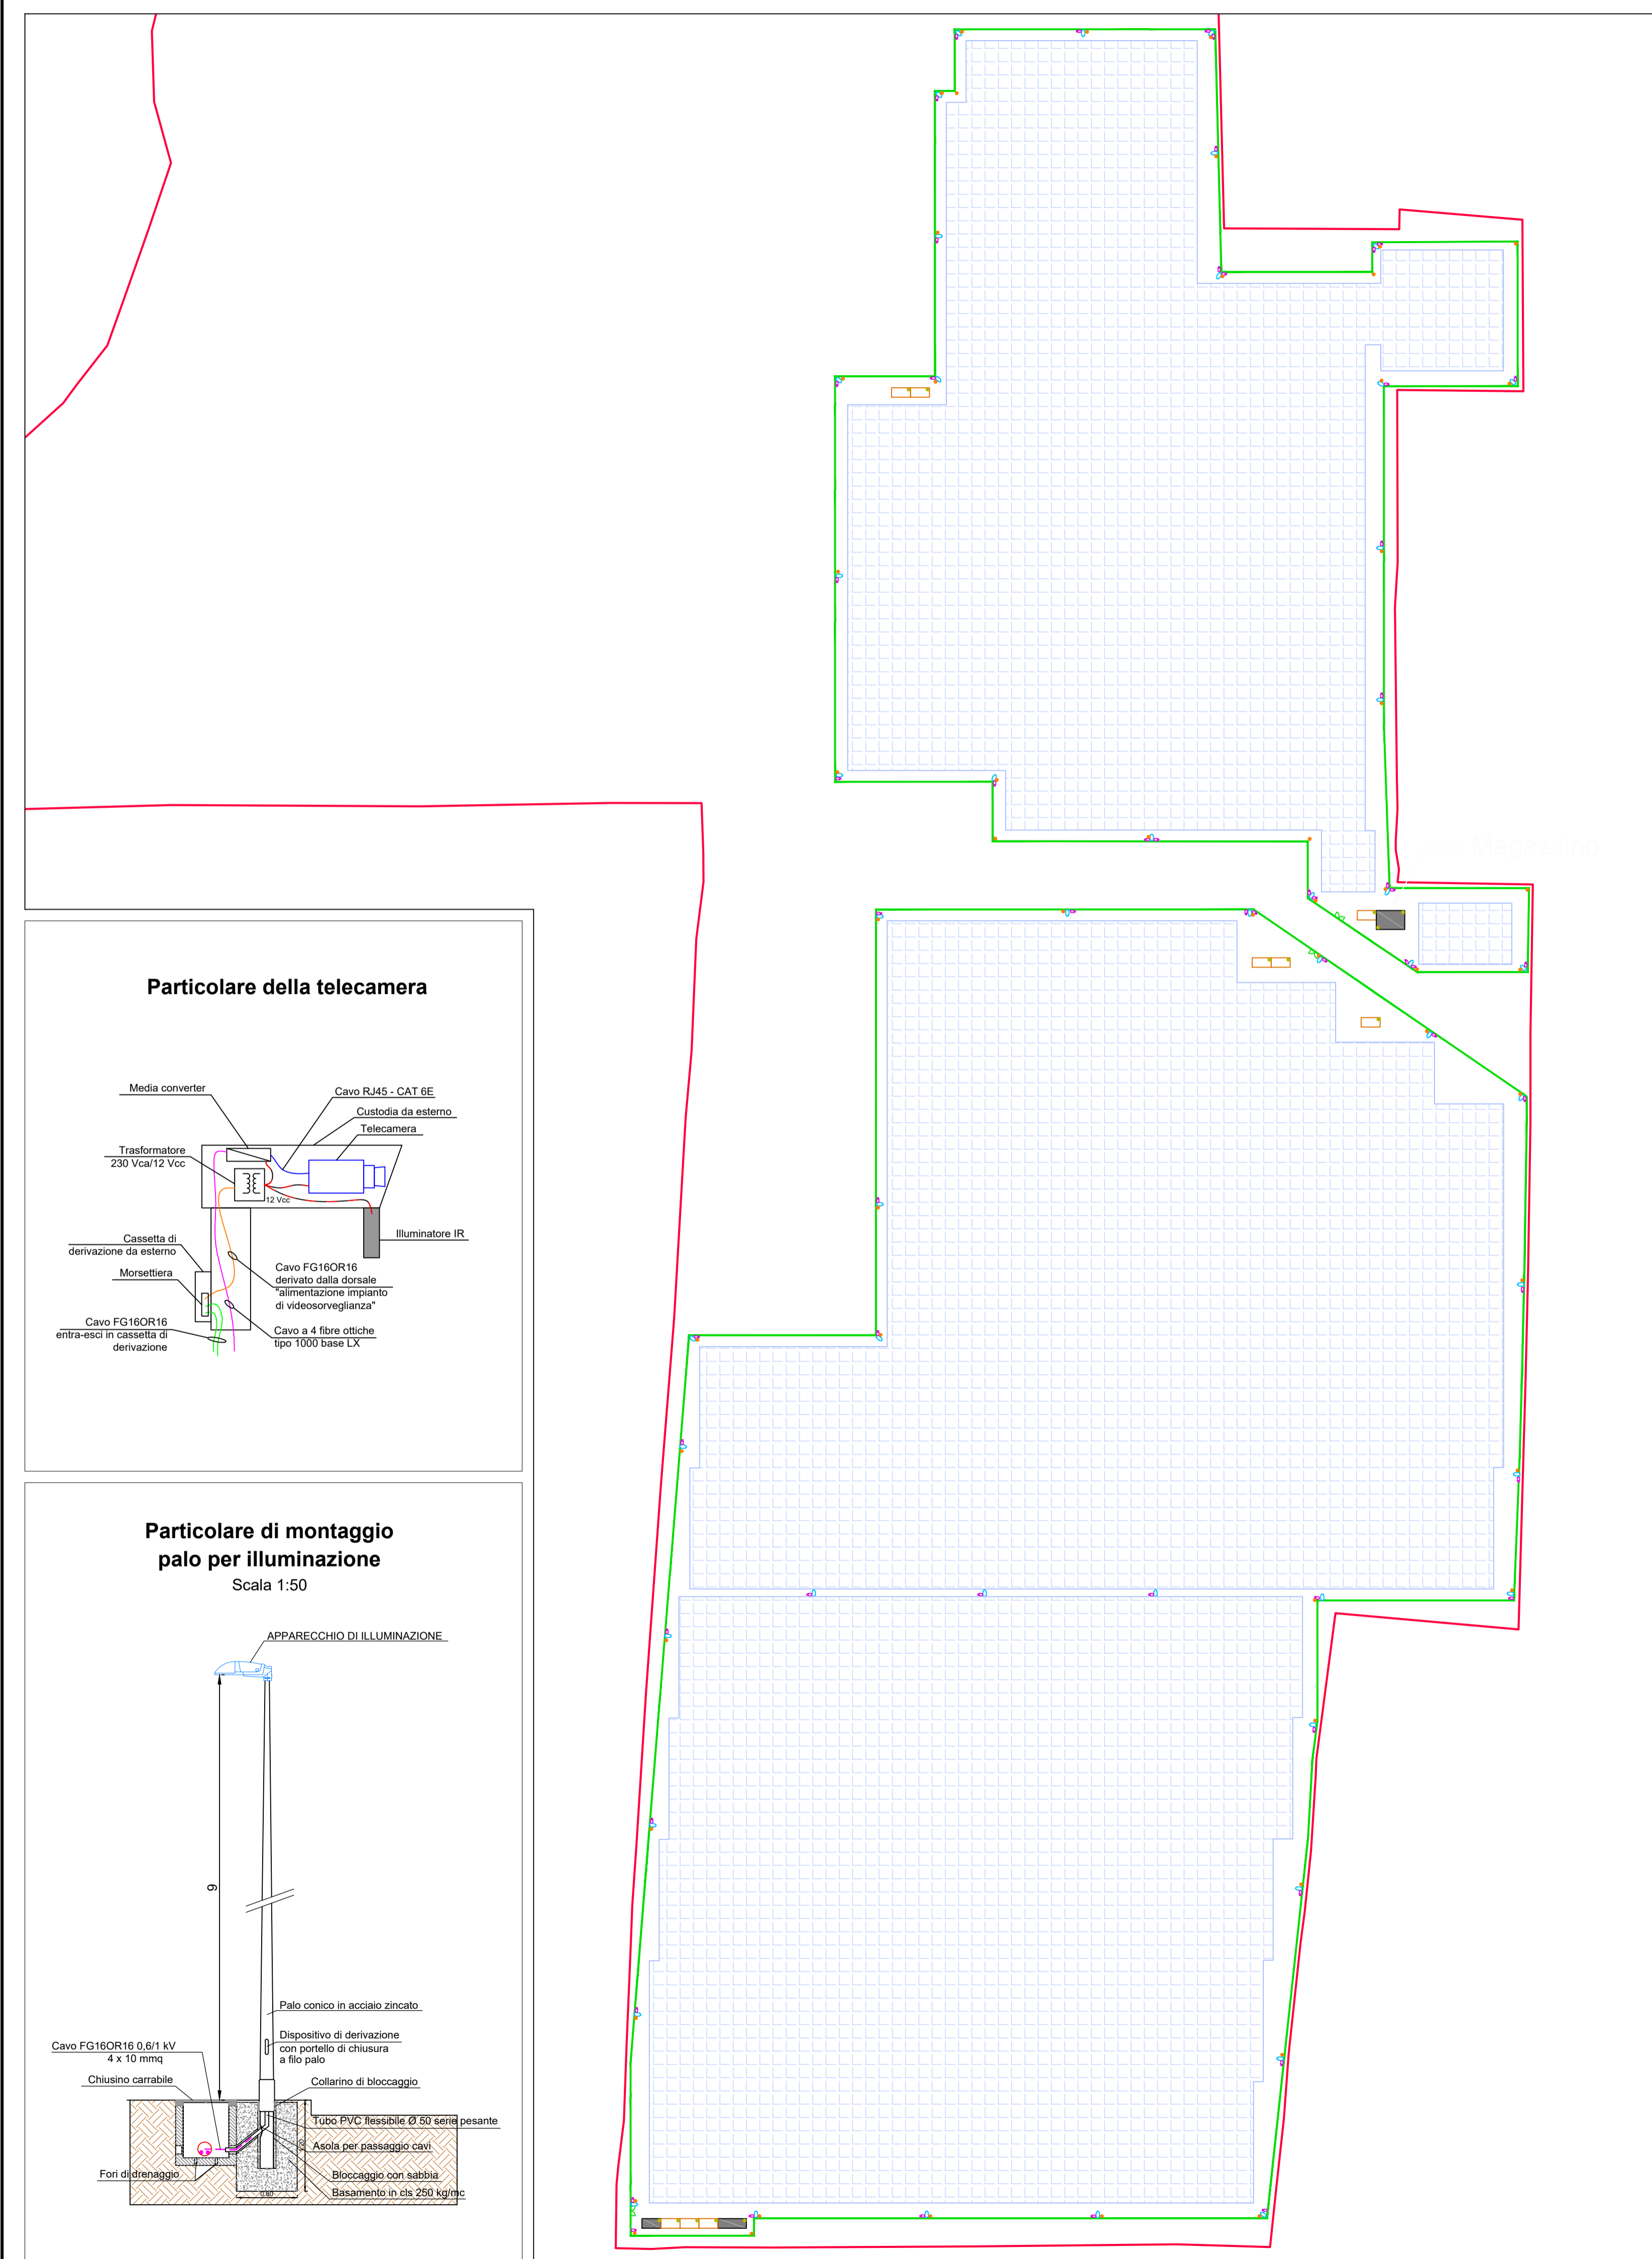 Particolare della telecamera
Media converter
Cavo RJ45 - CAT 6E
Custodia da esterno
Telecamera
Trasformatore
230 Vca/12 Vcc
12 Vcc
Illuminatore IR
Cassetta di
derivazione da esterno
Morsettiera
Cavo FG16OR16
derivato dalla dorsale
"alimentazione impianto
di videosorveglianza"
Cavo FG16OR16
entra-esci in cassetta di
derivazione
Cavo a 4 fibre ottiche
tipo 1000 base LX
Particolare di montaggio
palo per illuminazione
Scala 1:50
APPARECCHIO DI ILLUMINAZIONE
9
Palo conico in acciaio zincato
Dispositivo di derivazione
con portello di chiusura
a filo palo
Cavo FG16OR16 0,6/1 kV
4 x 10 mmq
Chiusino carrabile
Collarino di bloccaggio
Tubo PVC flessibile Ø 50 serie pesante
Asola per passaggio cavi
Fori di drenaggio
Bloccaggio con sabbia
Basamento in cls 250 kg/mc